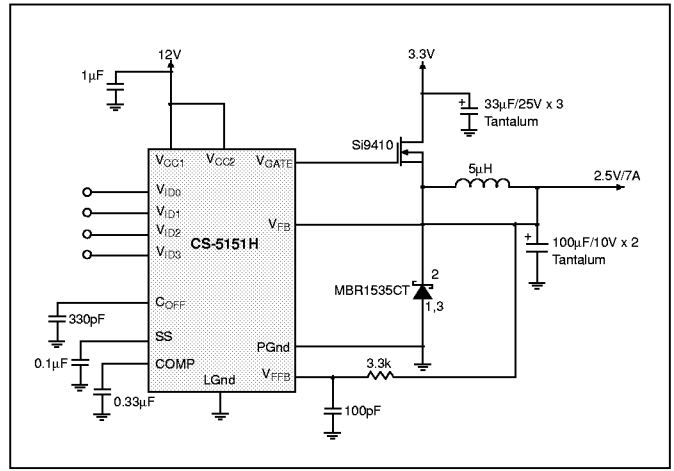 12V
3.3V
1µF
+
33µF/25V x 3
Tantalum
Si9410
VCC1
VCC2
VGATE
5µH
2.5V/7A
VID0
VID1
VID2
VID3
VFB
CS-5151H
+
100µF/10V x 2
Tantalum
MBR1535CT
2
1,3
COFF
330pF
SS
0.1µF
PGnd
COMP
3.3k
VFFB
LGnd
0.33µF
100pF